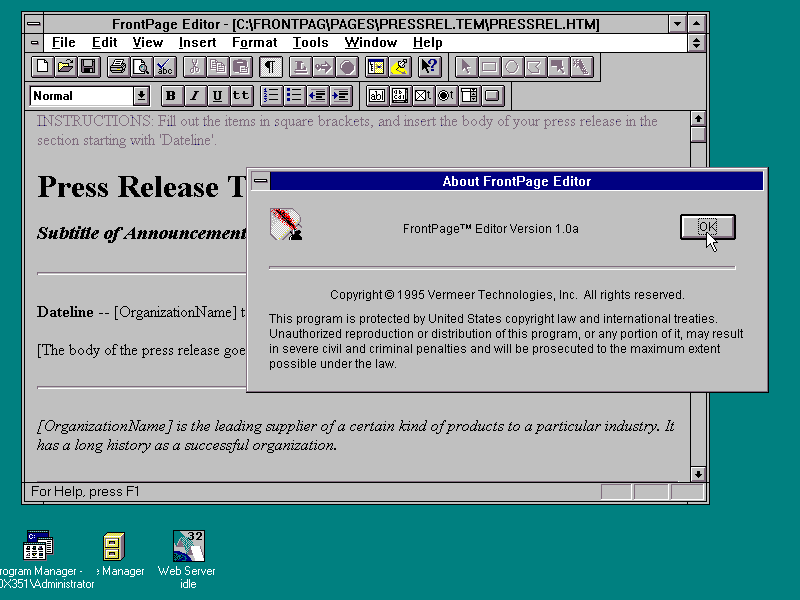 FrontPage Editor - [C:\FRONTPAG\PAGES\PRESSREL.TEM\PRESSREL.HTM]
File Edit View Insert Format Tools Window Help
abc
Normal
B I U tt
INSTRUCTIONS: Fill out the items in square brackets, and insert the body of your press release in the
section starting with 'Dateline'.
Press Release T
Subtitle of Announcement
Dateline -- [OrganizationName] t
[The body of the press release goe
[OrganizationName] is the leading supplier of a certain kind of products to a particular industry. It
has a long history as a successful organization.
About FrontPage Editor
FrontPage™ Editor Version 1.0a
OK
Copyright © 1995 Vermeer Technologies, Inc. All rights reserved.
This program is protected by United States copyright law and international treaties.
Unauthorized reproduction or distribution of this program, or any portion of it, may result
in severe civil and criminal penalties and will be prosecuted to the maximum extent
possible under the law.
For Help, press F1
32
rogram Manager - Manager Web Server
0X351\Administrator idle